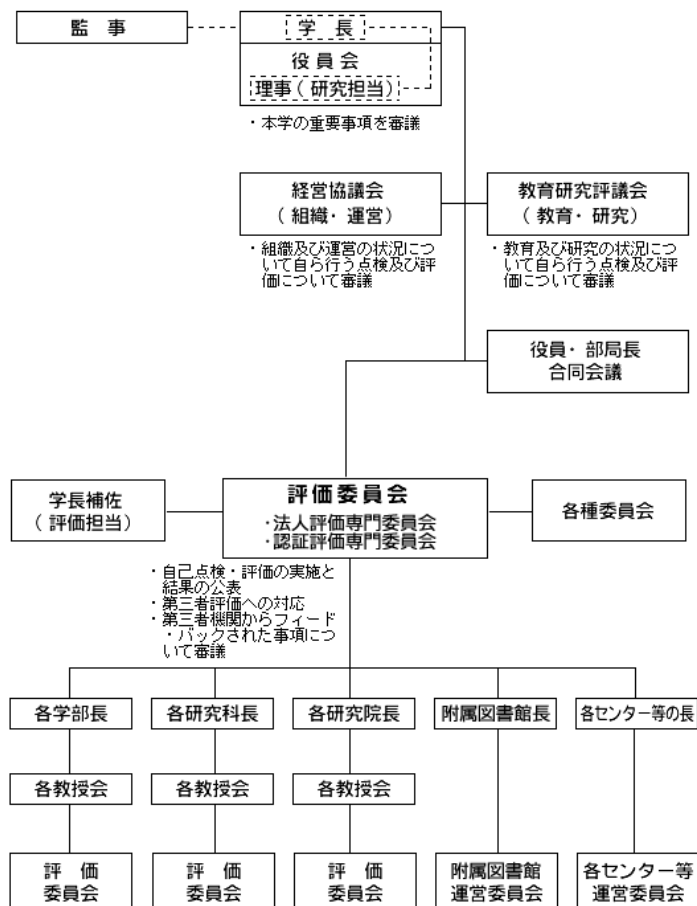 監 事
学 長
役 員 会
理事（ 研究担当）
・本学の重要事項を審議
経営協議会
（ 組織・ 運営）
教育研究評議会
（ 教育・ 研究）
・組織及び運営の状況につ
いて自ら行う点検及び評
価について審議
・教育及び研究の状況につ
いて自ら行う点検及び評
価について審議
役員・ 部局長
合同会議
学長補佐
（ 評価担当）
評価委員会
・法人評価専門委員会
・認証評価専門委員会
各種委員会
・自己点検・評価の実施と
結果の公表
・第三者評価への対応
・第三者機関からフィード
・バックされた事項につ
いて審議
各学部長
各研究科長
各研究院長
附属図書館長
各センター等の長
各教授会
各教授会
各教授会
評 価
委員会
評 価
委員会
評 価
委員会
附属図書館
運営委員会
各センター等
運営委員会